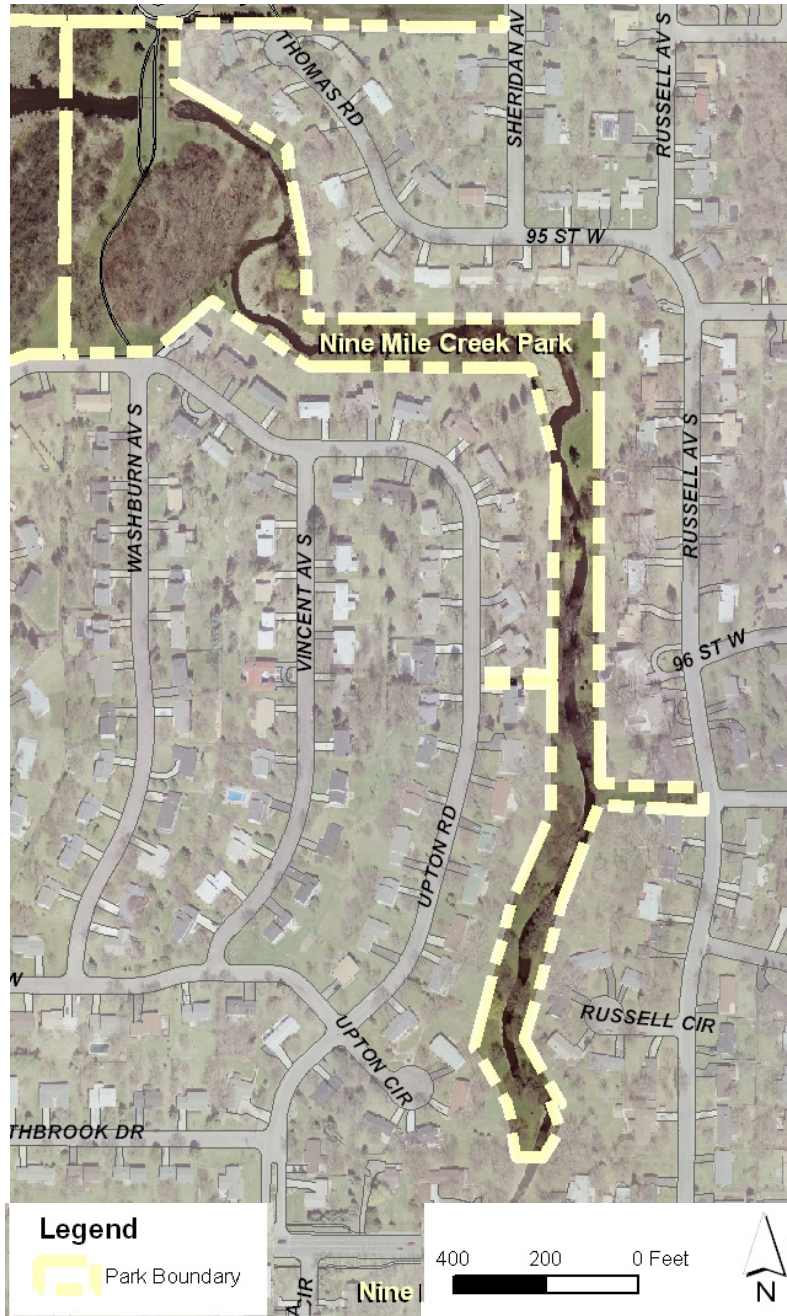 THOMAS RD
SHERIDAN AV
RUSSELL AV S
95 ST W
Nine Mile Creek Park
WASHBURN AV S
VINCENT AV S
RUSSELL AV S
96 ST W
UPTON RD
W
UPTON CIR
RUSSELL CIR
THBROOK DR
Legend
Park Boundary
400 200 0 Feet
N
Nine